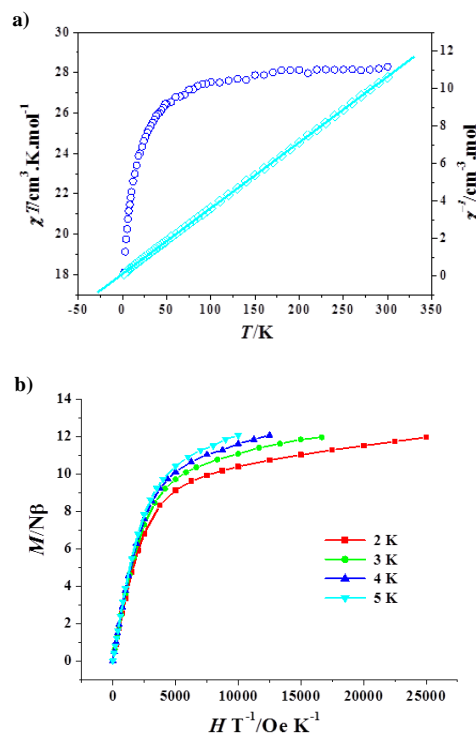 a)
30
28
26
24
22
20
18
12
10
8
6
4
2
0
χT/cm³.K.mol⁻¹
χ⁻¹/cm⁻³.mol
-50 0 50 100 150 200 250 300 350
T/K
b)
14
12
10
8
6
4
2
0
M/Nβ
2 K
3 K
4 K
5 K
0 5000 10000 15000 20000 25000
H T⁻¹/Oe K⁻¹